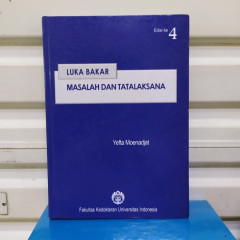 Edisi ke 4
LUKA BAKAR
MASALAH DAN TATALAKSANA
Yefta Moenadjat
Fakultas Kedokteran Universitas Indonesia